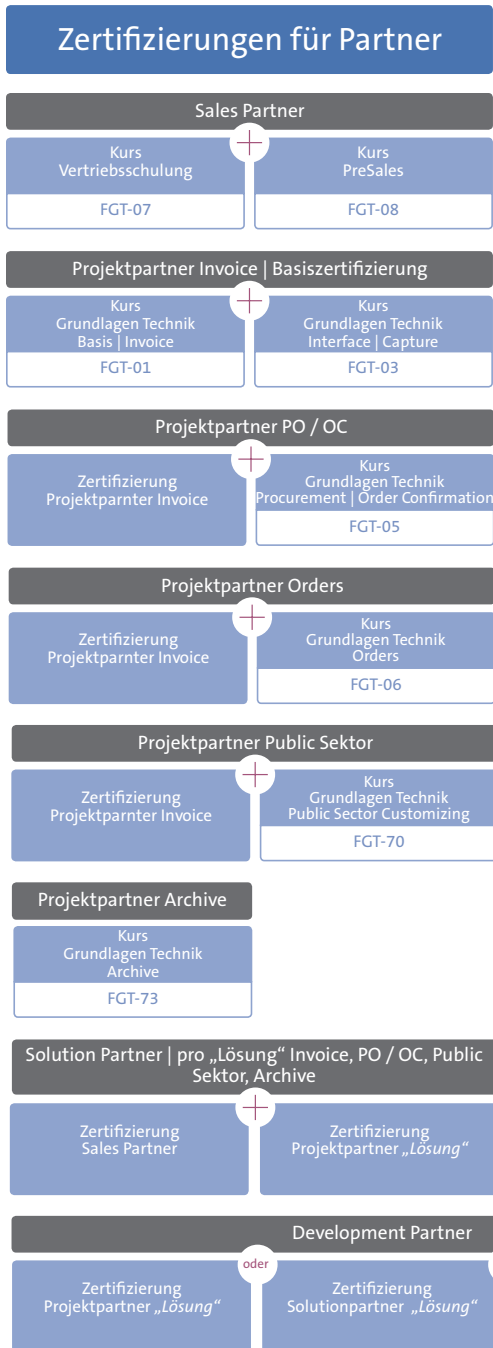 Zertifizierungen für Partner
Sales Partner
Kurs
Vertriebsschulung
FGT-07
Kurs
PreSales
FGT-08
Projektpartner Invoice | Basiszertifizierung
Kurs
Grundlagen Technik
Basis | Invoice
FGT-01
Kurs
Grundlagen Technik
Interface | Capture
FGT-03
Projektpartner PO / OC
Zertifizierung
Projektparnter Invoice
Kurs
Grundlagen Technik
Procurement | Order Confirmation
FGT-05
Projektpartner Orders
Zertifizierung
Projektparnter Invoice
Kurs
Grundlagen Technik
Orders
FGT-06
Projektpartner Public Sektor
Zertifizierung
Projektparnter Invoice
Kurs
Grundlagen Technik
Public Sector Customizing
FGT-70
Projektpartner Archive
Kurs
Grundlagen Technik
Archive
FGT-73
Solution Partner | pro „Lösung“ Invoice, PO / OC, Public
Sektor, Archive
Zertifizierung
Sales Partner
Zertifizierung
Projektpartner „Lösung“
Development Partner
Zertifizierung
Projektpartner „Lösung“
oder
Zertifizierung
Solutionpartner „Lösung“